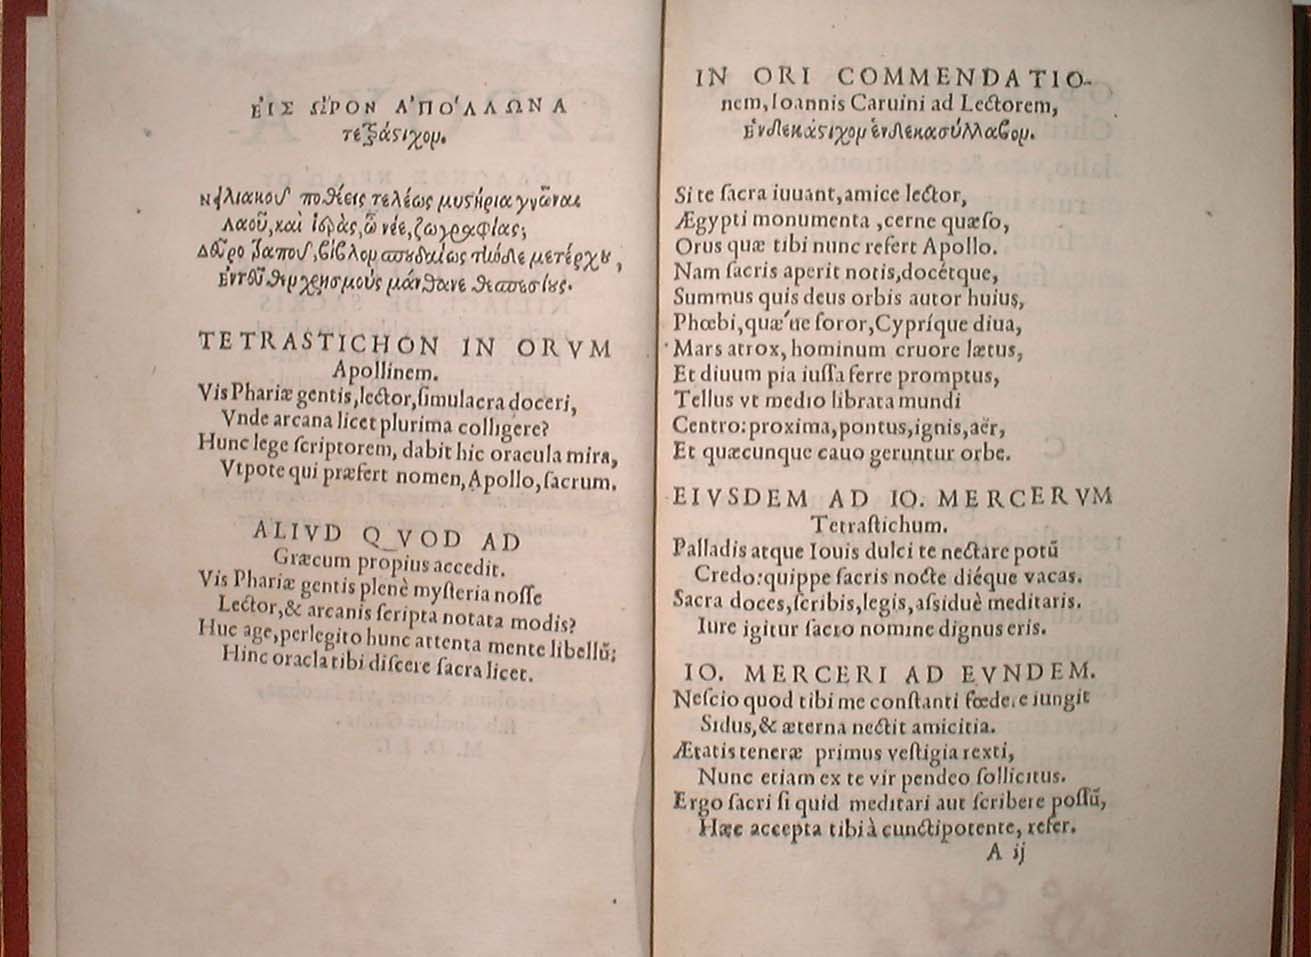 ΕἸΣ ὮΡΟΝ ἈΠΌΛΛΩΝΑ
τετράστιχον.
Νειλιακοῦ ποθέεις τελέως μυστήρια γνῶναι
Λαοῦ, καὶ ἱερὰς, ὦ νέε, ζωγραφίας;
Δεῦρο βίβλον σπουδαίως τήνδε μετέρχου,
Ἐντεῦθεν χρησμοὺς μάνθανε θεσπεσίους.
TETRASTICHON IN ORVM
Apollinem.
Vis Phariæ gentis, lector, ſimulacra doceri,
Vnde arcana licet plurima colligere?
Hunc lege ſcriptorem, dabit hic oracula mira,
Vtpote qui præfert nomen, Apollo, ſacrum.
ALIVD QVOD AD
Græcum propius accedit.
Vis Phariæ gentis plenè myſteria noſſe
Lector, & arcanis ſcripta notata modis?
Huc age, perlegito hunc attenta mente libellũ;
Hinc oracla tibi diſcere ſacra licet.
IN ORI COMMENDATIO-
nem, Ioannis Caruini ad Lectorem,
Ἑνδεκάστιχον ἑνδεκασύλλαβον.
Si te ſacra iuuant, amice lector,
Ægypti monumenta, cerne quæſo,
Orus quæ tibi nunc refert Apollo.
Nam ſacris aperit notis, docétque,
Summus quis deus orbis autor huius,
Phœbi, quæ´ue ſoror, Cypríque diua,
Mars atrox, hominum cruore lætus,
Et diuum pia iuſſa ferre promptus,
Tellus vt medio librata mundi
Centro: proxima, pontus, ignis, aër,
Et quæcunque cauo geruntur orbe.
EIVSDEM AD IO. MERCERVM
Tetraſtichum.
Palladis atque Iouis dulci te nectare potũ
Credo: quippe ſacris nocte diéque vacas.
Sacra doces, ſcribis, legis, aſsiduè meditaris.
Iure igitur ſacro nomine dignus eris.
IO. MERCERI AD EVNDEM.
Neſcio quod tibi me conſtanti fœdere iungit
Sidus, & æterna nectit amicitia.
Ætatis teneræ primus veſtigia rexti,
Nunc etiam ex te vir pendeo ſollicitus.
Ergo ſacri ſi quid meditari aut ſcribere poſſũ,
Hæc accepta tibi à cunctipotente, refer.
A ij